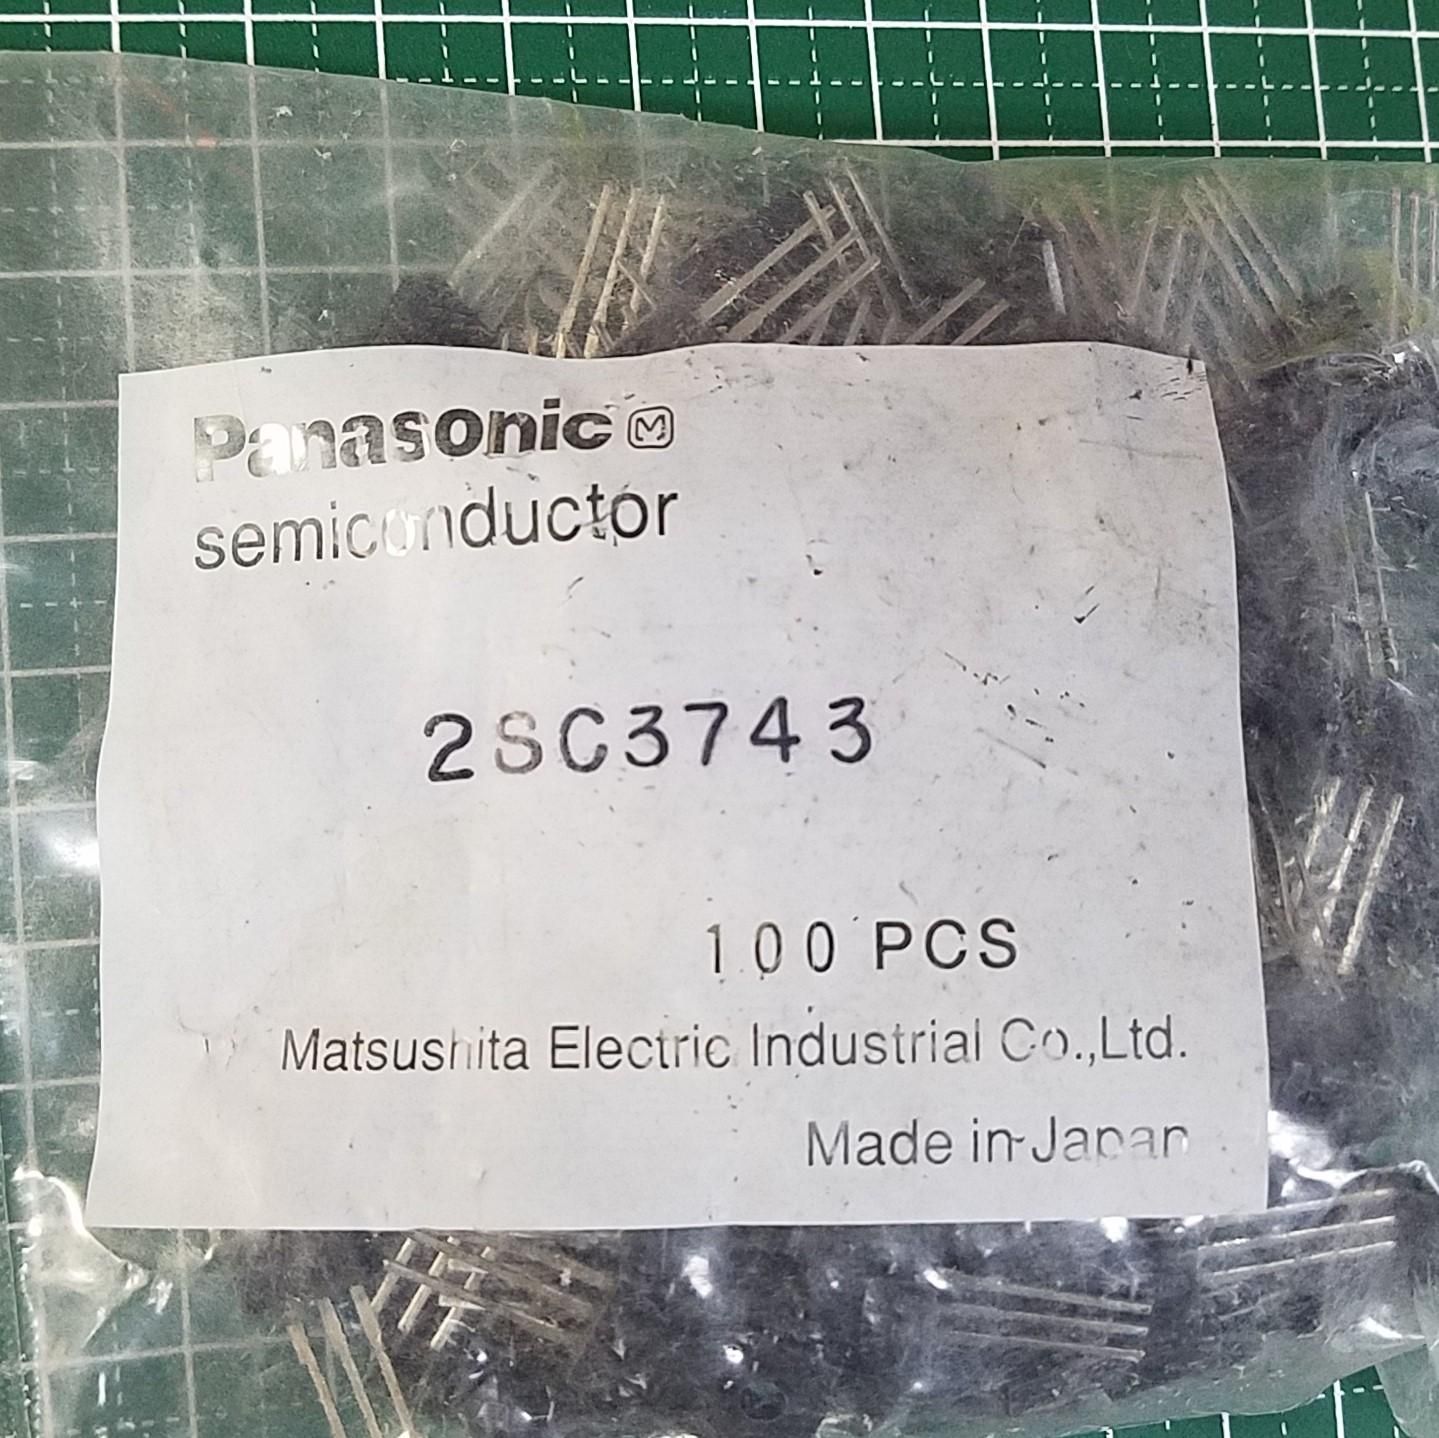 Panasonic M
semiconductor
2SC3743
100 PCS
Matsushita Electric Industrial Co.,Ltd.
Made in Japan